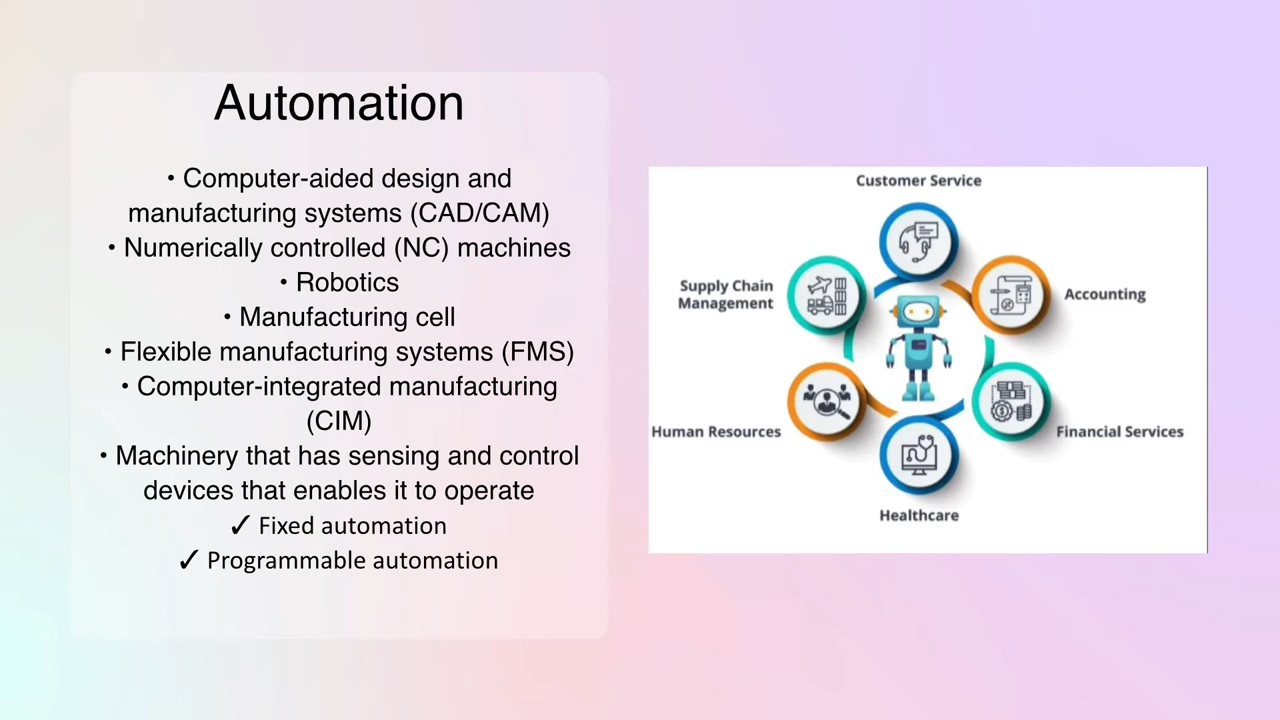 Automation
• Computer-aided design and
manufacturing systems (CAD/CAM)
• Numerically controlled (NC) machines
• Robotics
• Manufacturing cell
• Flexible manufacturing systems (FMS)
• Computer-integrated manufacturing
(CIM)
• Machinery that has sensing and control
devices that enables it to operate
✓ Fixed automation
✓ Programmable automation
Customer Service
Supply Chain
Management
Accounting
Human Resources
Financial Services
Healthcare